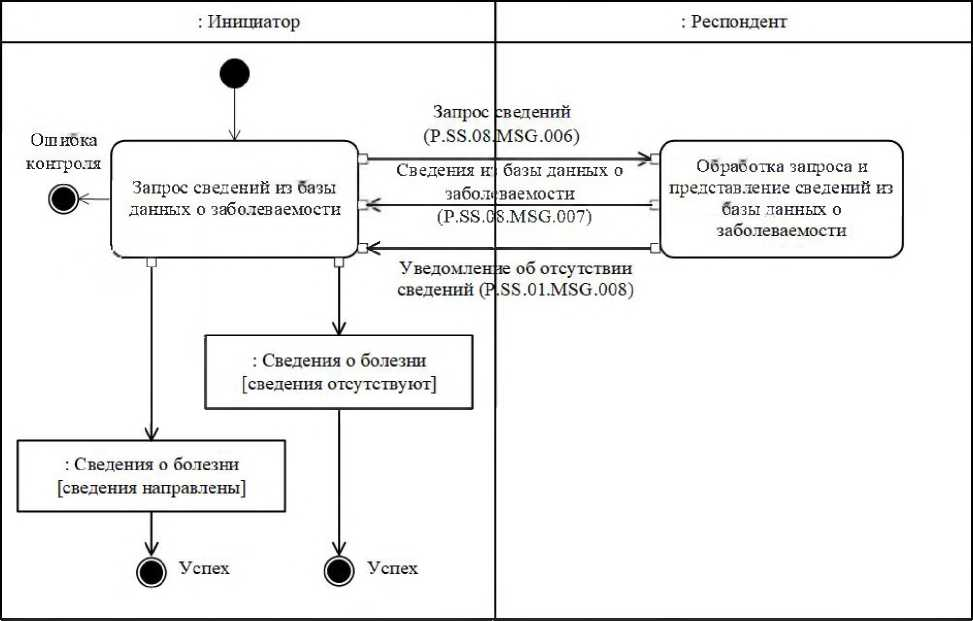 : Инициатор
: Респондент
Запрос сведений
(P.SS.08.MSG.006)
Ошибка
контроля
Запрос сведений из базы
данных о заболеваемости
Сведения из базы данных о
заболеваемости
(P.SS.08.MSG.007)
Обработка запроса и
представление сведений из
базы данных о
заболеваемости
Уведомление об отсутствии
сведений (P.SS.01.MSG.008)
: Сведения о болезни
[сведения отсутствуют]
: Сведения о болезни
[сведения направлены]
Успех
Успех